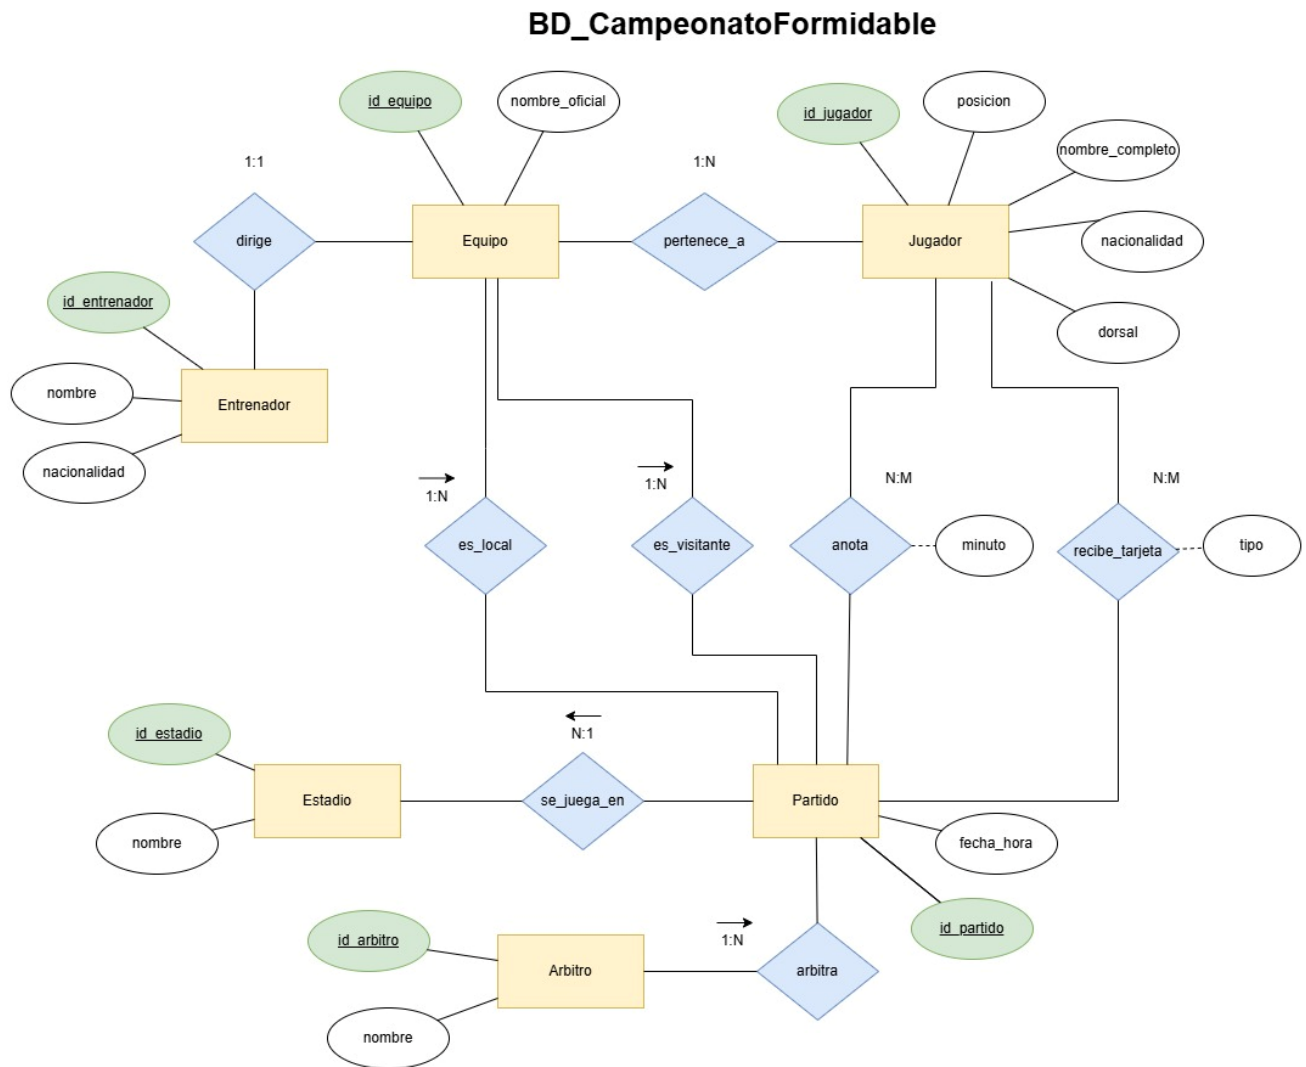 BD_CampeonatoFormidable
id_equipo
nombre_oficial
id_jugador
posicion
nombre_completo
nacionalidad
dorsal
1:1
1:N
dirige
Equipo
pertenece_a
Jugador
id_entrenador
nombre
nacionalidad
Entrenador
1:N
1:N
N:M
N:M
es_local
es_visitante
anota
minuto
recibe_tarjeta
tipo
id_estadio
nombre
Estadio
N:1
se_juega_en
Partido
fecha_hora
id_partido
id_arbitro
nombre
Arbitro
1:N
arbitra